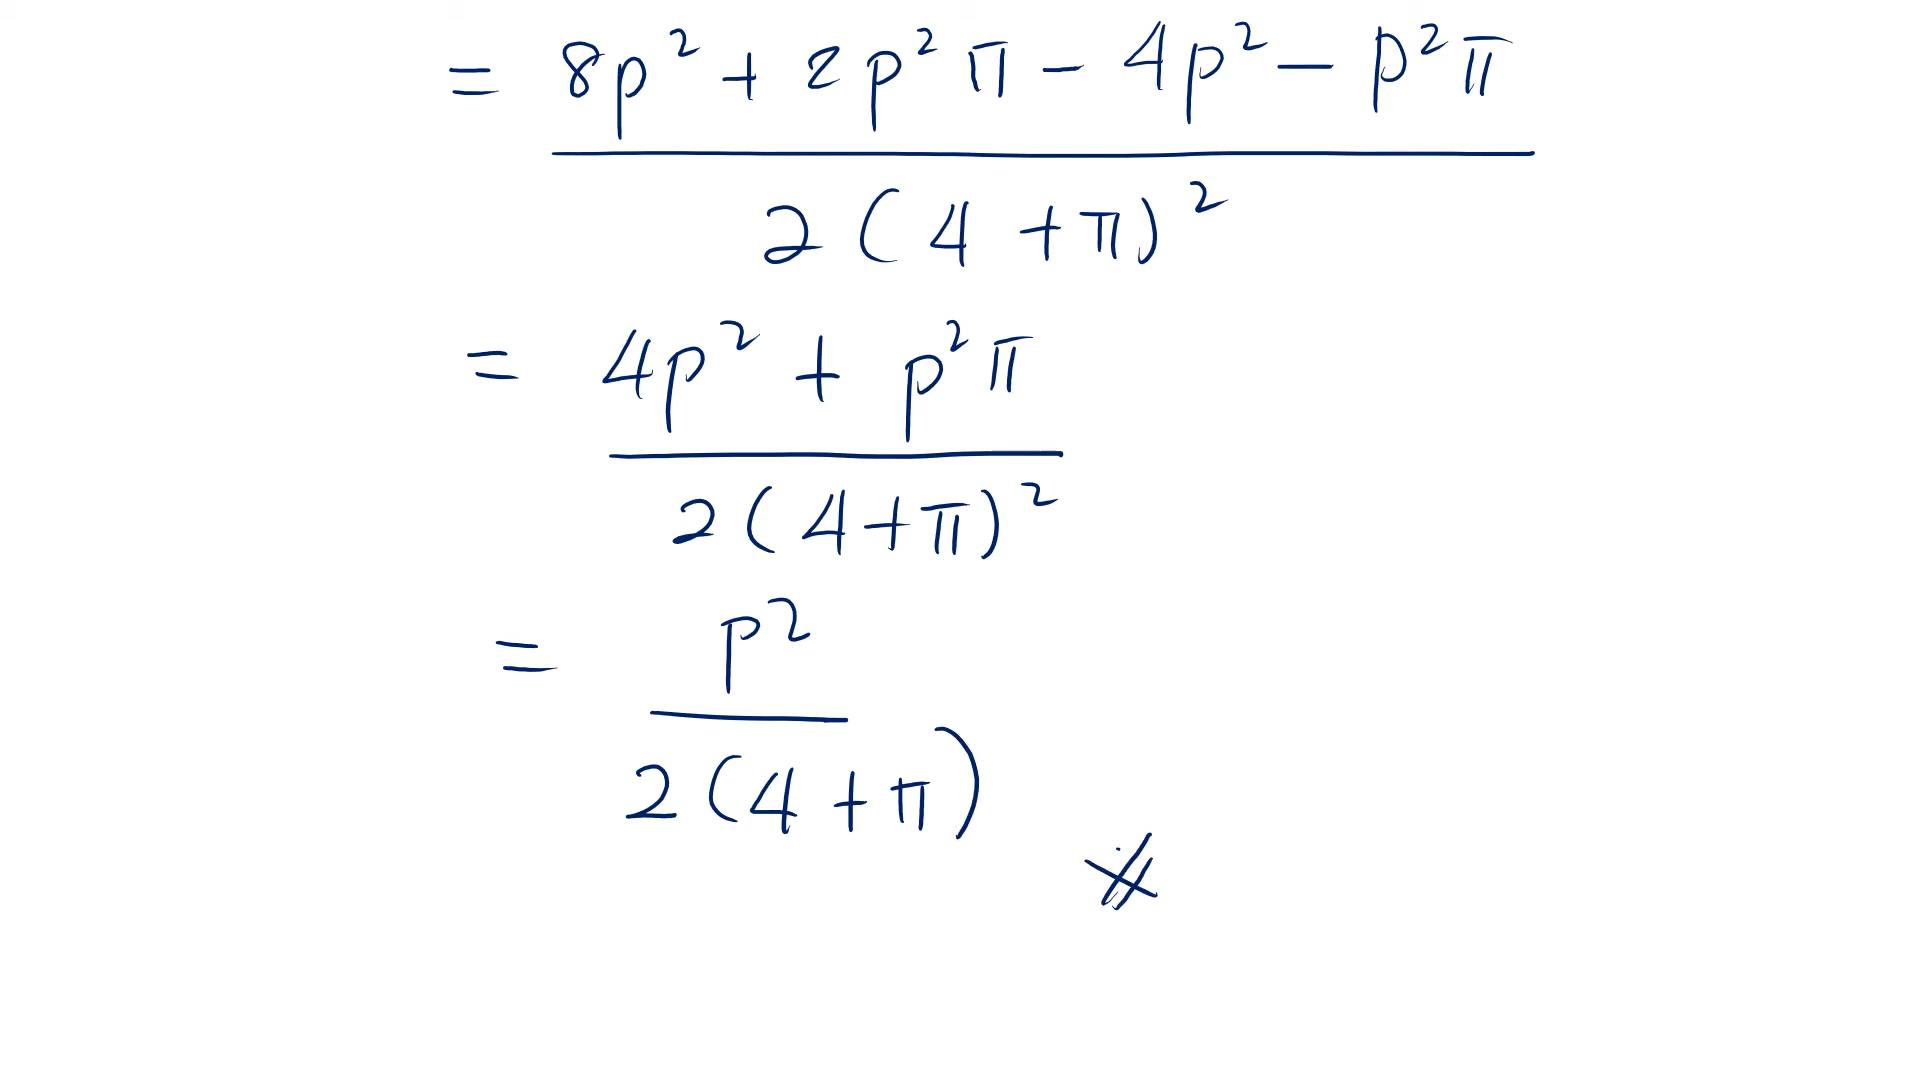 = 8p² + 2p²π - 4p² - p²π
2(4 + π)²
= 4p² + p²π
2(4+π)²
= p²
2(4+π)